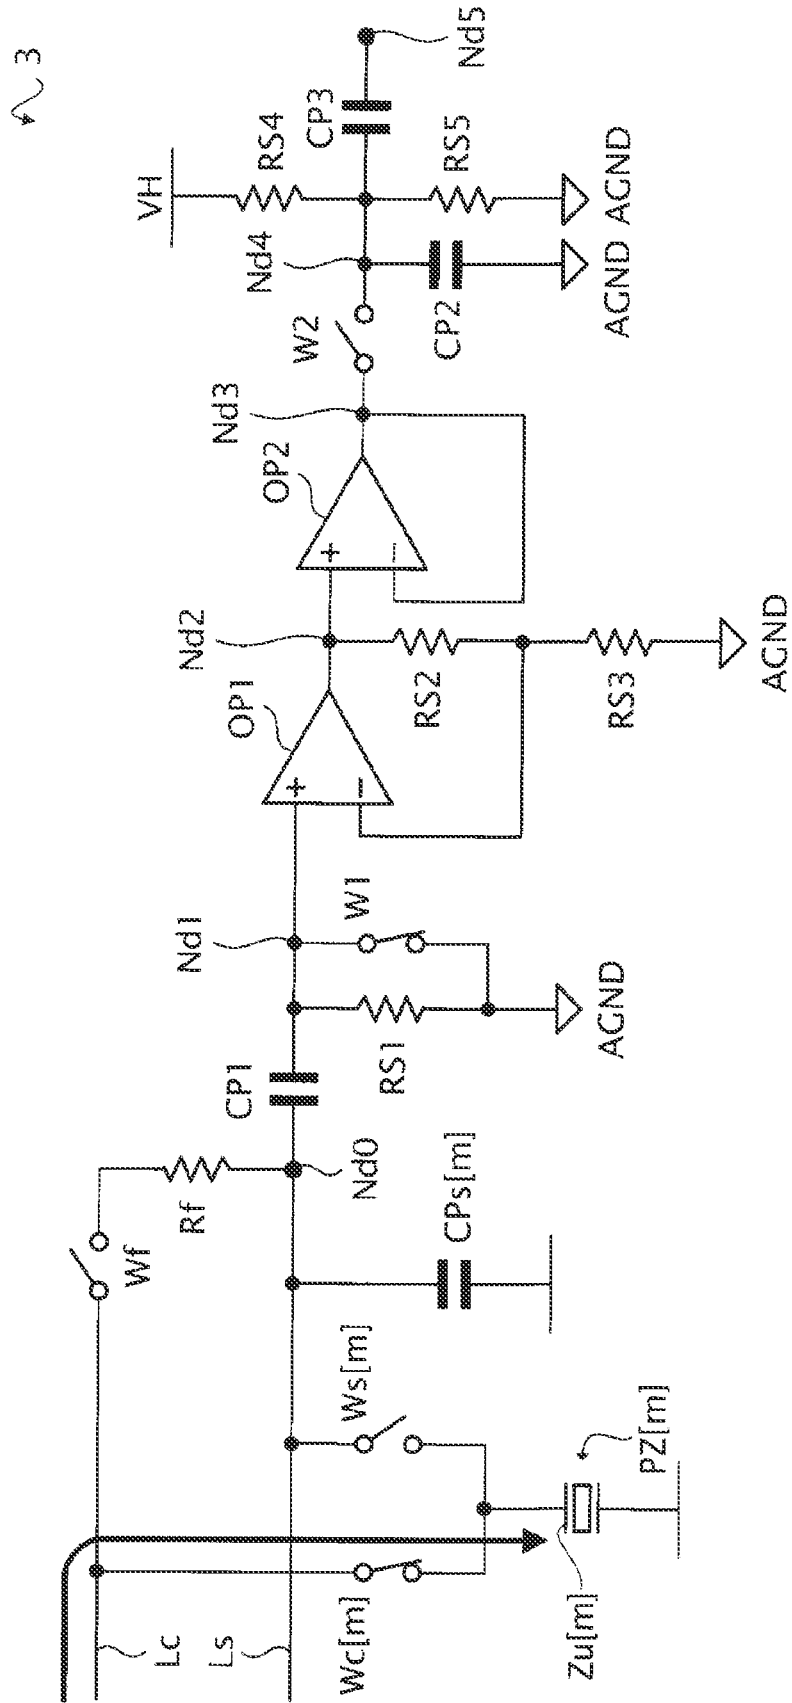 3
Nd5
CP3
RS4
VH
RS5
AGND
Nd4
AGND
CP2
W2
Nd3
OP2
Nd2
RS2
RS3
AGND
OP1
Nd1
W1
RS1
AGND
CP1
Nd0
Rf
Wf
CPs[m]
Ws[m]
PZ[m]
Zu[m]
Wc[m]
Lc
Ls
+
−
+
−